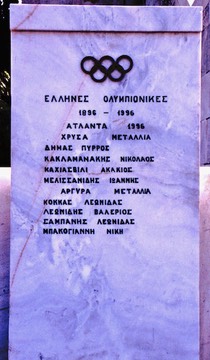 ΕΛΛΗΝΕΣ ΟΛΥΜΠΙΟΝΙΚΕΣ
1896 - 1996
ΑΤΛΑΝΤΑ 1996
ΧΡΥΣΑ ΜΕΤΑΛΛΙΑ
ΔΗΜΑΣ ΠΥΡΡΟΣ
ΚΑΚΛΑΜΑΝΑΚΗΣ ΝΙΚΟΛΑΟΣ
ΚΑΧΙΑΣΒΙΛΙ ΑΚΑΚΙΟΣ
ΜΕΛΙΣΣΑΝΙΔΗΣ ΙΩΑΝΝΗΣ
ΑΡΓΥΡΑ ΜΕΤΑΛΛΙΑ
ΚΟΚΚΑΣ ΛΕΩΝΙΔΑΣ
ΛΕΩΝΙΔΗΣ ΒΑΛΕΡΙΟΣ
ΣΑΜΠΑΝΗΣ ΛΕΩΝΙΔΑΣ
ΜΠΑΚΟΓΙΑΝΝΗ ΝΙΚΗ